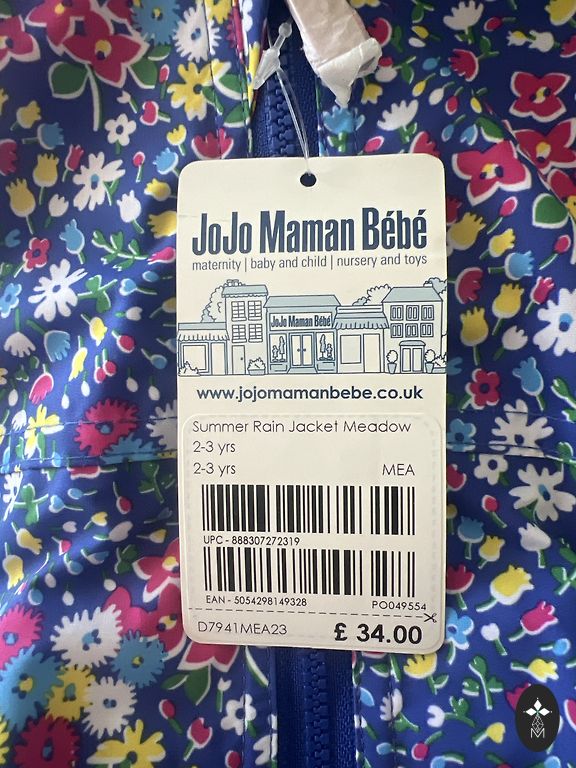 JoJo Maman Bébé
maternity | baby and child | nursery and toys
JoJo Maman Bébé
www.jojomamanbebe.co.uk
Summer Rain Jacket Meadow
2-3 yrs
2-3 yrs MEA
UPC - 888307272319
EAN - 5054298149328 PO049554
D7941MEA23 £ 34.00
M